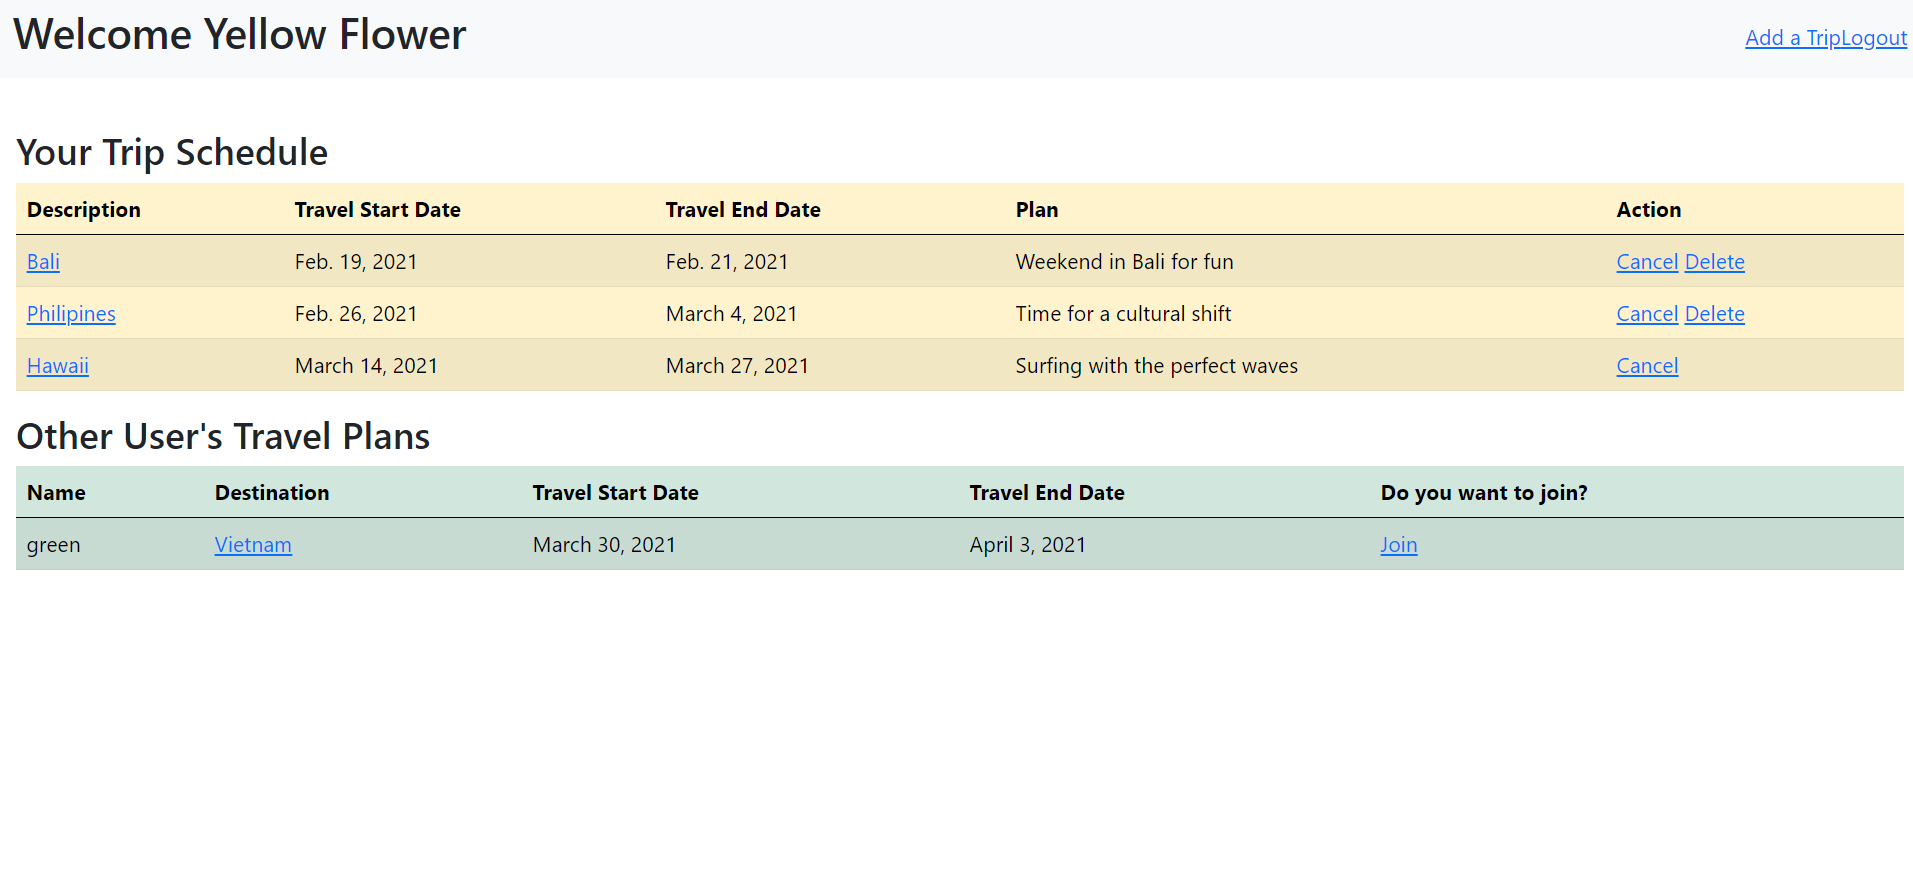 Welcome Yellow Flower
Add a TripLogout
Your Trip Schedule
Description Travel Start Date Travel End Date Plan Action
Bali Feb. 19, 2021 Feb. 21, 2021 Weekend in Bali for fun Cancel Delete
Philipines Feb. 26, 2021 March 4, 2021 Time for a cultural shift Cancel Delete
Hawaii March 14, 2021 March 27, 2021 Surfing with the perfect waves Cancel
Other User's Travel Plans
Name Destination Travel Start Date Travel End Date Do you want to join?
green Vietnam March 30, 2021 April 3, 2021 Join